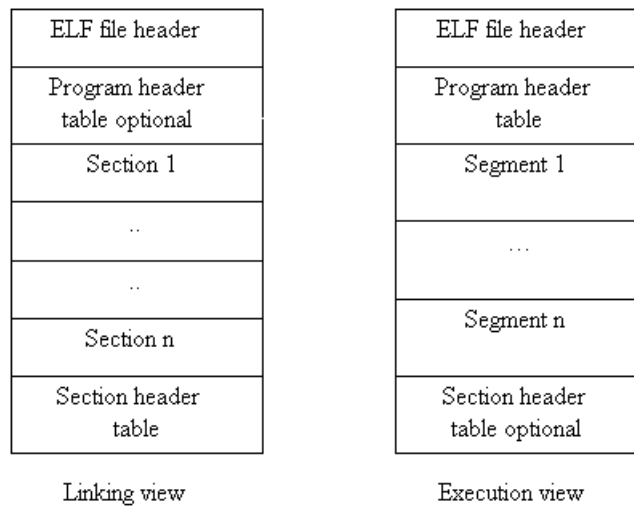 ELF file header
Program header
table optional
Section 1
..
..
Section n
Section header
table
Linking view
ELF file header
Program header
table
Segment 1
...
Segment n
Section header
table optional
Execution view